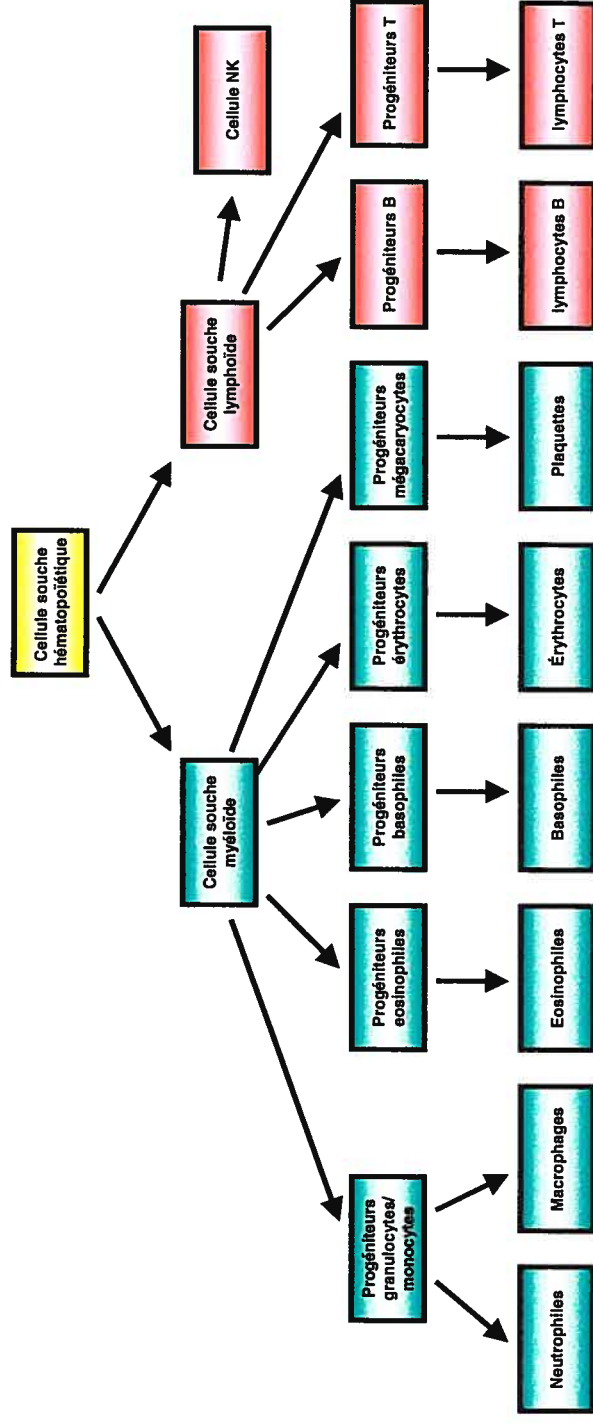 Cellule souche
hématopoïétique
Cellule souche
myéloïde
Cellule souche
lymphoïde
Cellule NK
Progéniteurs
granulocytes/
monocytes
Progéniteurs
eosinophiles
Progéniteurs
basophiles
Progéniteurs
érythrocytes
Progéniteurs
mégacaryocytes
Progéniteurs B
Progéniteurs T
Neutrophiles
Macrophages
Eosinophiles
Basophiles
Érythrocytes
Plaquettes
lymphocytes B
lymphocytes T